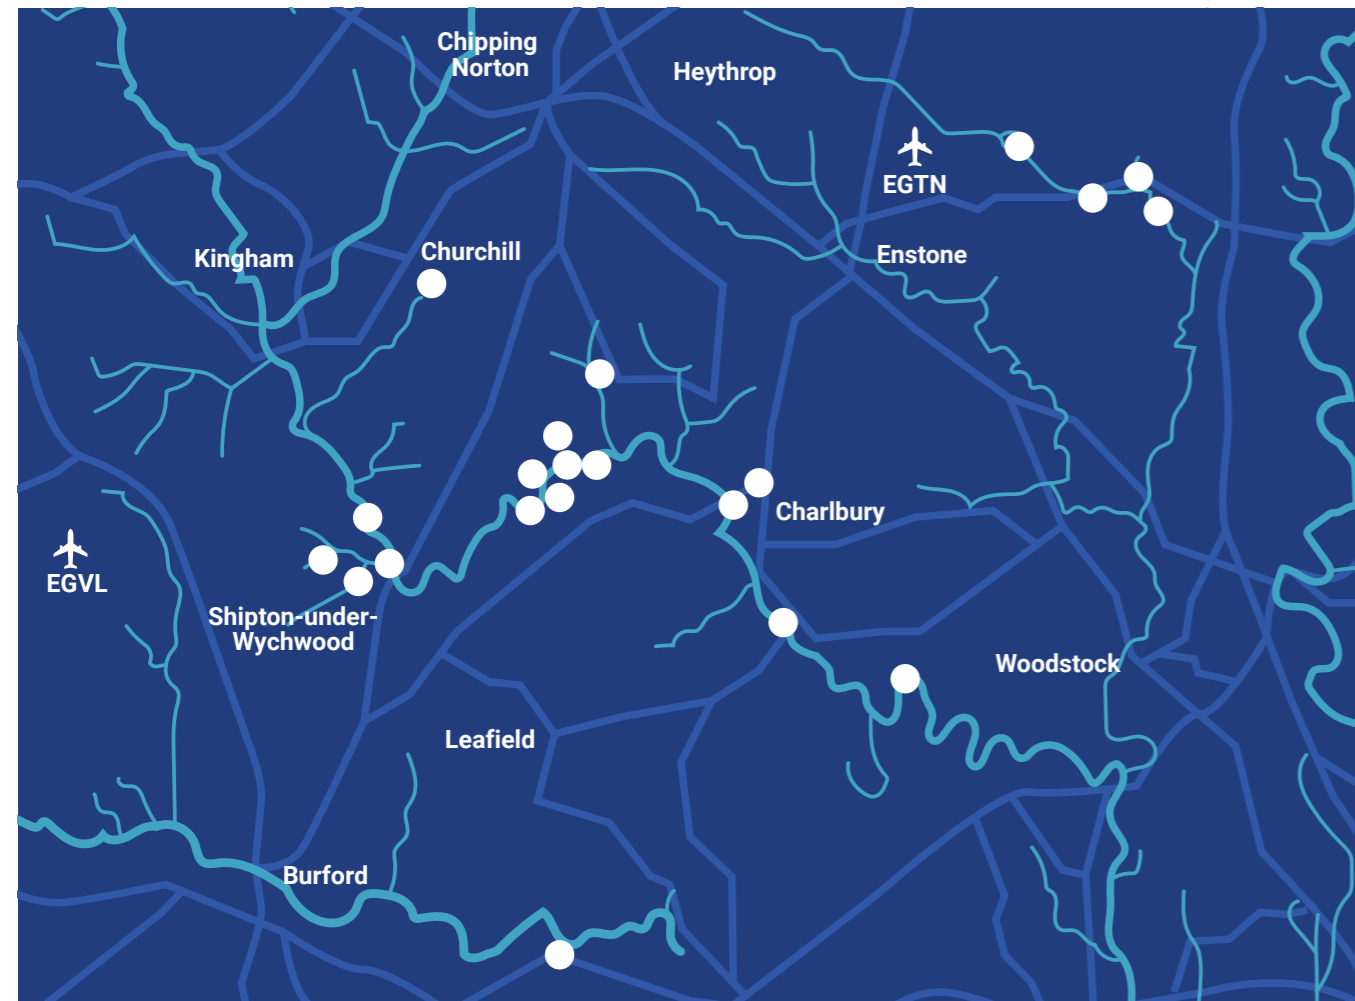 Chipping
Norton
Heythrop
EGTN
Kingham
Churchill
Enstone
Charlbury
EGVL
Shipton-under-
Wychwood
Woodstock
Leafield
Burford